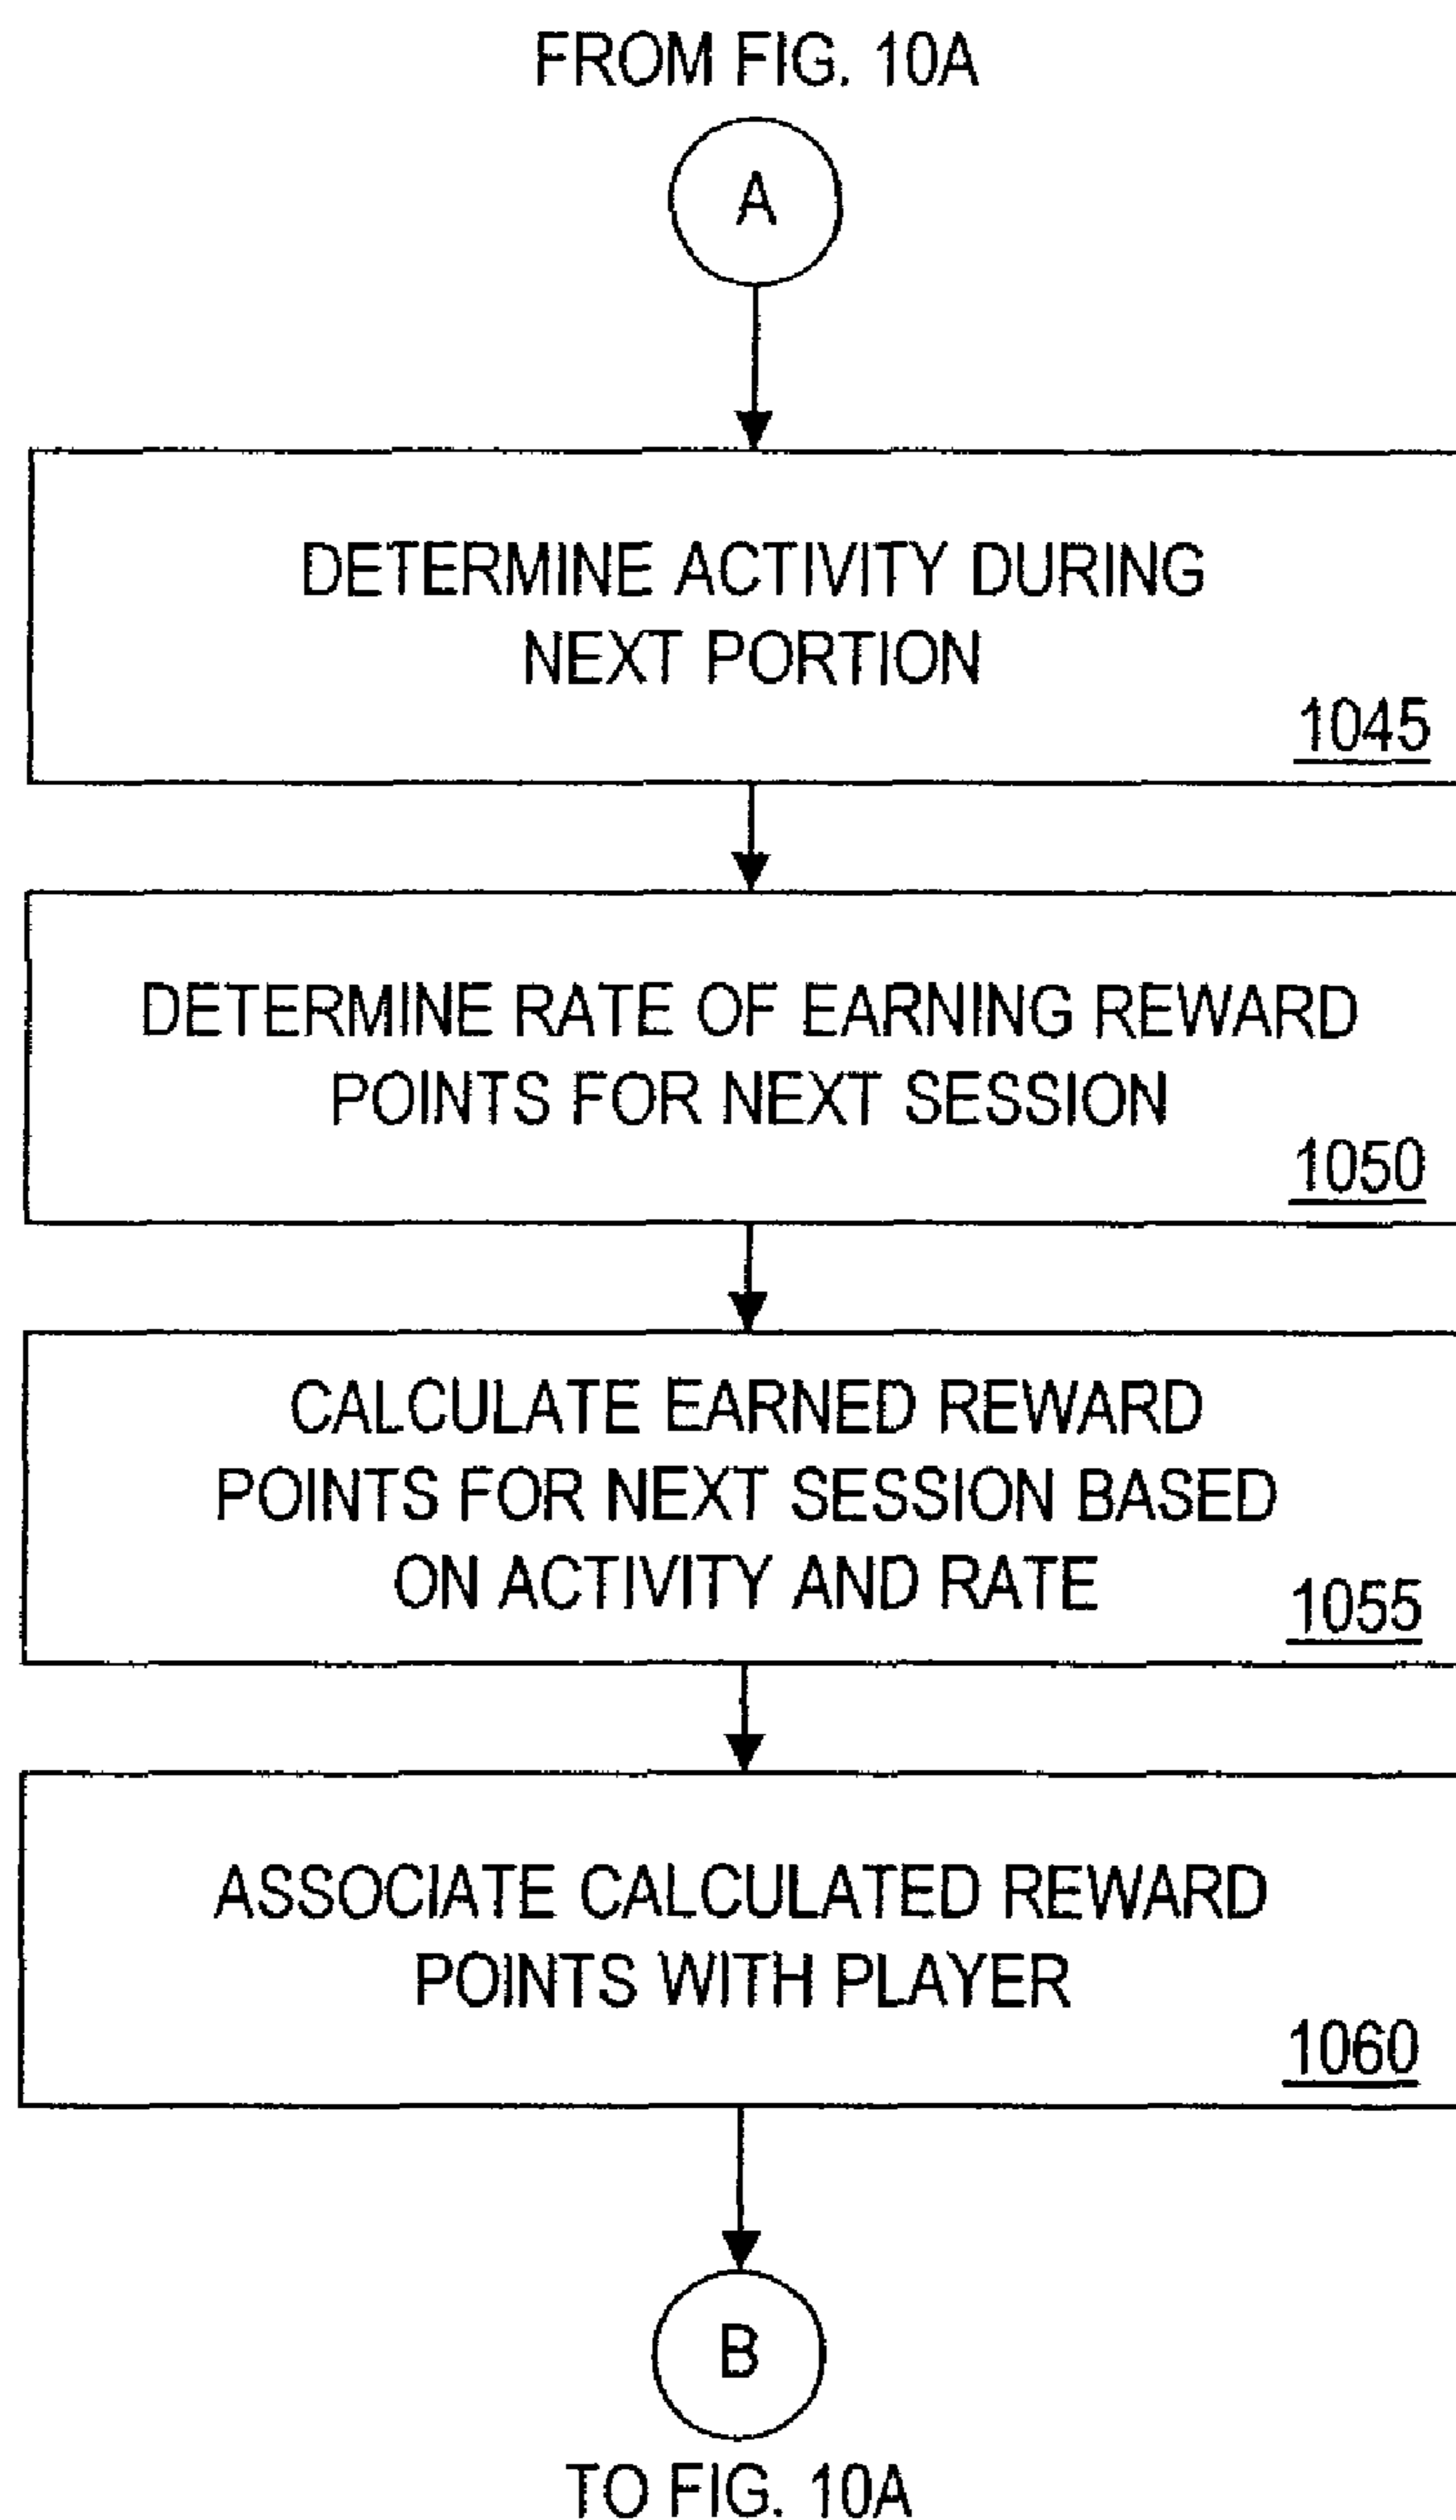 FROM FIG. 10A
A
DETERMINE ACTIVITY DURING
NEXT PORTION
1045
DETERMINE RATE OF EARNING REWARD
POINTS FOR NEXT SESSION
1050
CALCULATE EARNED REWARD
POINTS FOR NEXT SESSION BASED
ON ACTIVITY AND RATE
1055
ASSOCIATE CALCULATED REWARD
POINTS WITH PLAYER
1060
B
TO FIG. 10A